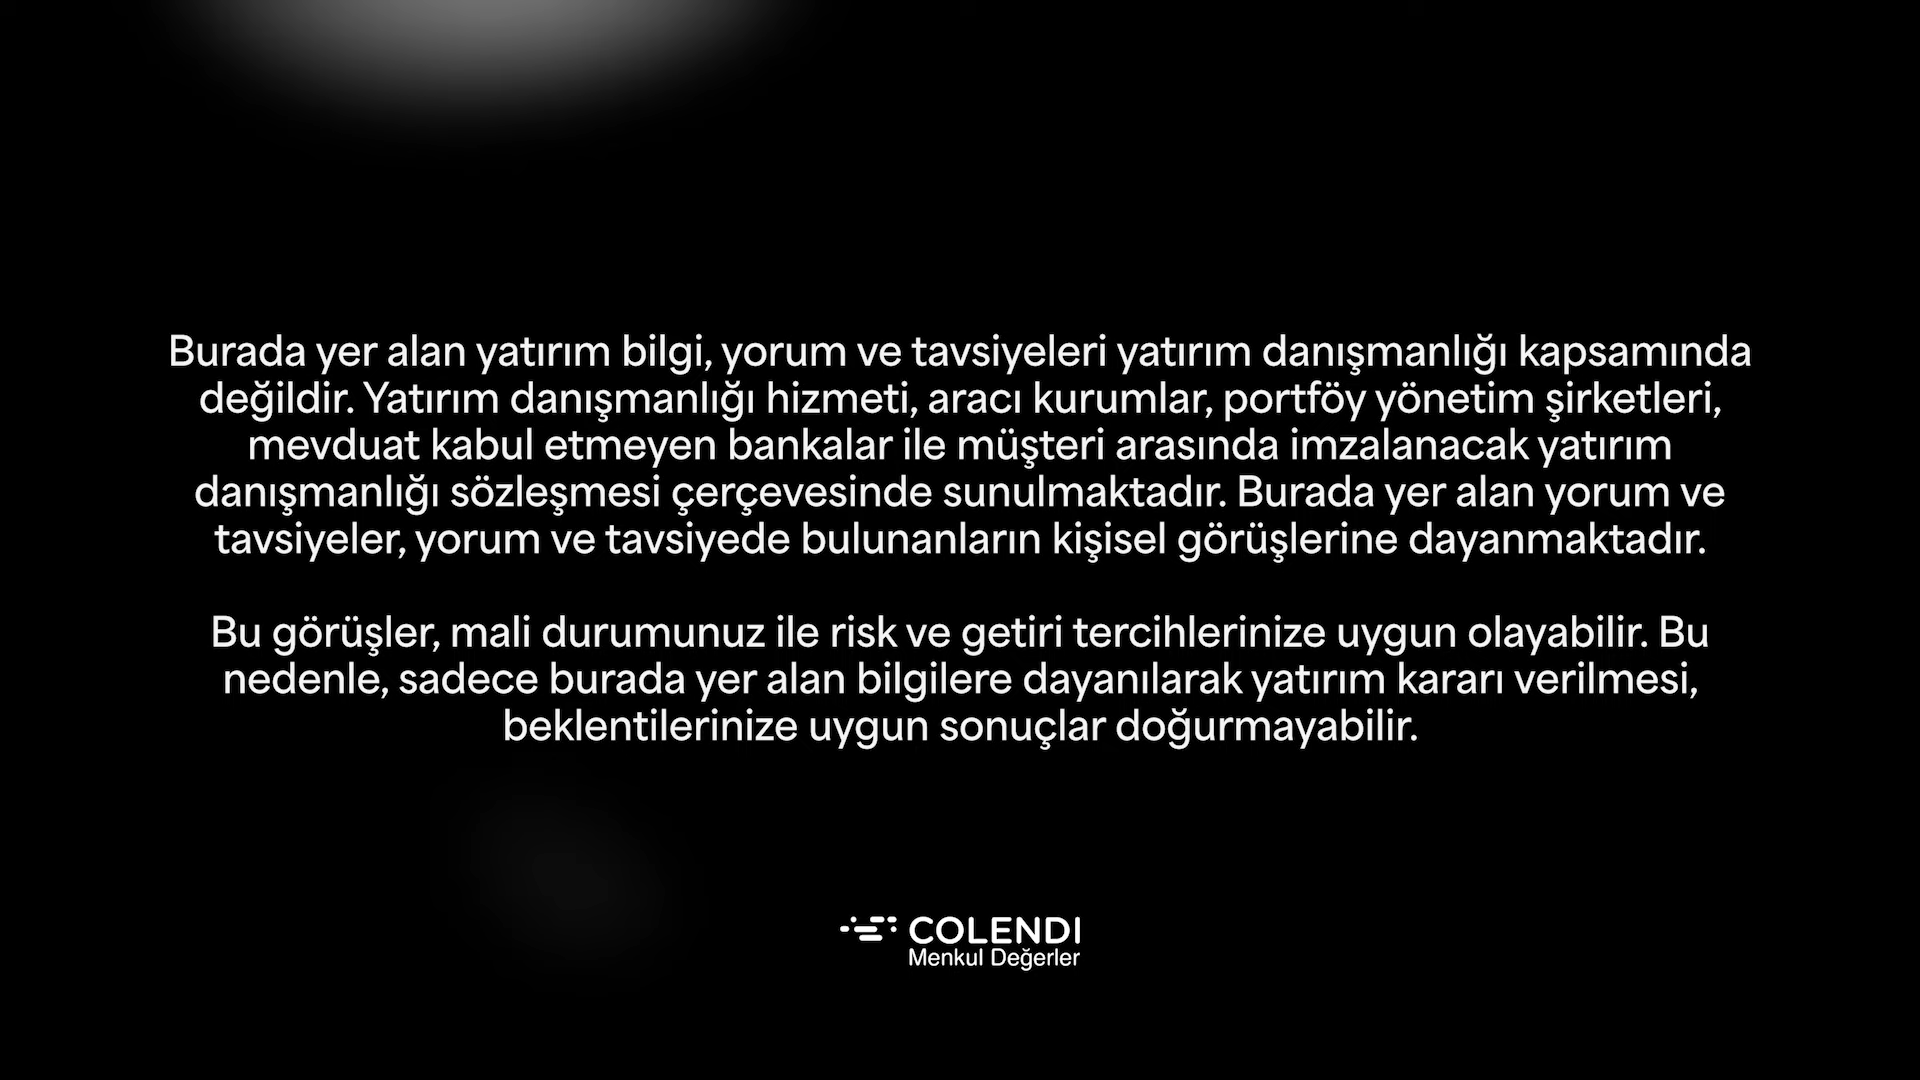 Burada yer alan yatırım bilgi, yorum ve tavsiyeleri yatırım danışmanlığı kapsamında
değildir. Yatırım danışmanlığı hizmeti, aracı kurumlar, portföy yönetim şirketleri,
mevduat kabul etmeyen bankalar ile müşteri arasında imzalanacak yatırım
danışmanlığı sözleşmesi çerçevesinde sunulmaktadır. Burada yer alan yorum ve
tavsiyeler, yorum ve tavsiyede bulunanların kişisel görüşlerine dayanmaktadır.
Bu görüşler, mali durumunuz ile risk ve getiri tercihlerinize uygun olayabilir. Bu
nedenle, sadece burada yer alan bilgilere dayanılarak yatırım kararı verilmesi,
beklentilerinize uygun sonuçlar doğurmayabilir.
COLENDI
Menkul Değerler